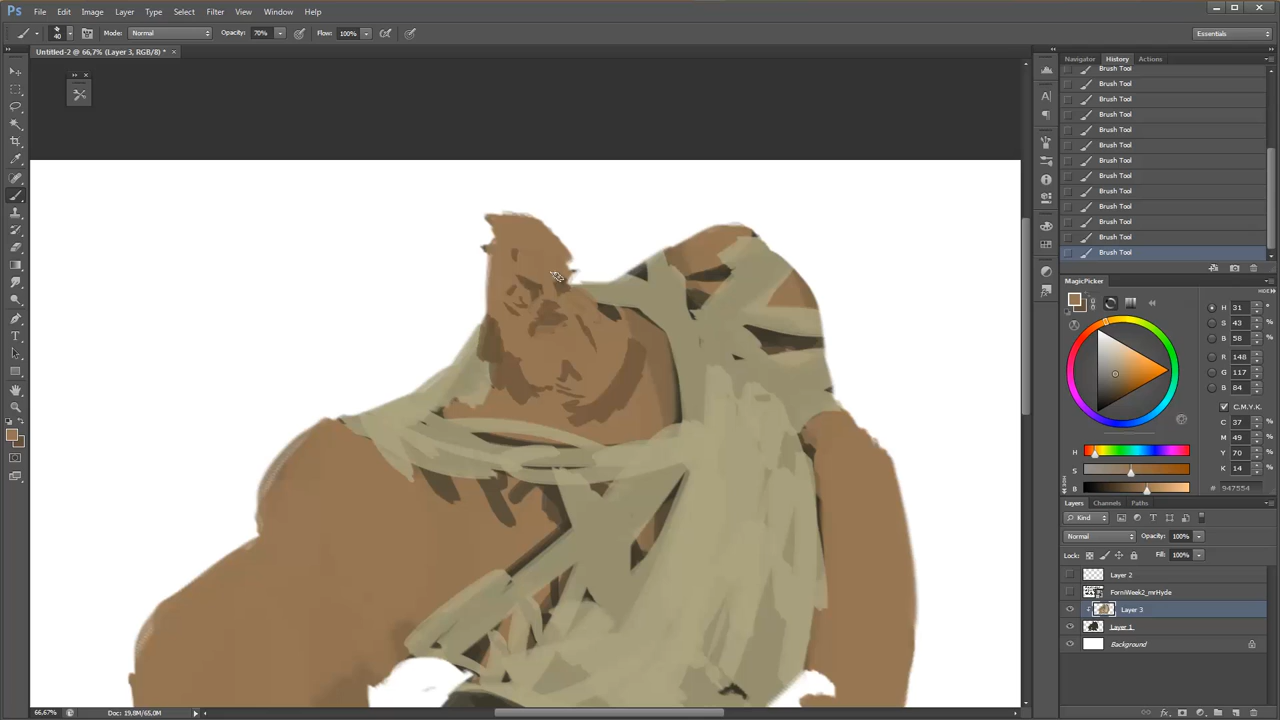 Ps File Edit Image Layer Type Select Filter View Window Help
40 Mode: Normal Opacity: 70% Flow: 100% Essentials
Untitled-2 @ 66,7% (Layer 3, RGB/8) * ×
Navigator History Actions
Brush Tool
Brush Tool
Brush Tool
Brush Tool
Brush Tool
Brush Tool
Brush Tool
Brush Tool
Brush Tool
Brush Tool
Brush Tool
Brush Tool
Brush Tool
MagicPicker
HIDE
H 31 °
S 43
B 58
R 148
G 117
B 84
C.M.Y.K.
C 37
M 49
Y 70
K 14
H
S
B
# 947554
Layers Channels Paths
Kind
Normal Opacity: 100%
Lock: Fill: 100%
Layer 2
ForniWeek2_mrHyde
Layer 3
Layer 1
Background
66,67% Doc: 19,8M/65,0M